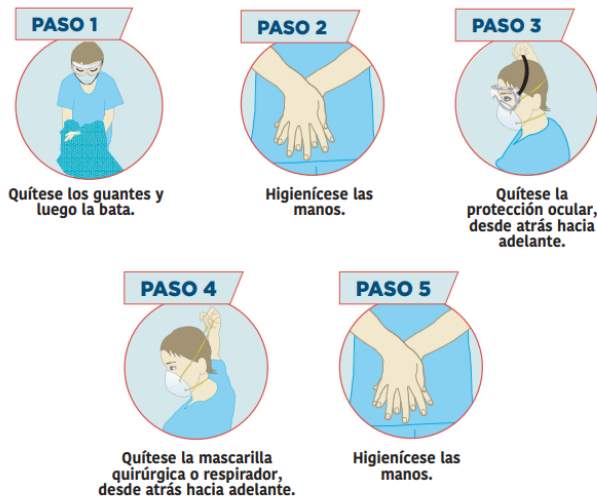 PASO 1
PASO 2
PASO 3
Quítese los guantes y
luego la bata.
Higienícese las
manos.
Quítese la
protección ocular,
desde atrás hacia
adelante.
PASO 4
PASO 5
Quítese la mascarilla
quirúrgica o respirador,
desde atrás hacia adelante.
Higienícese las
manos.